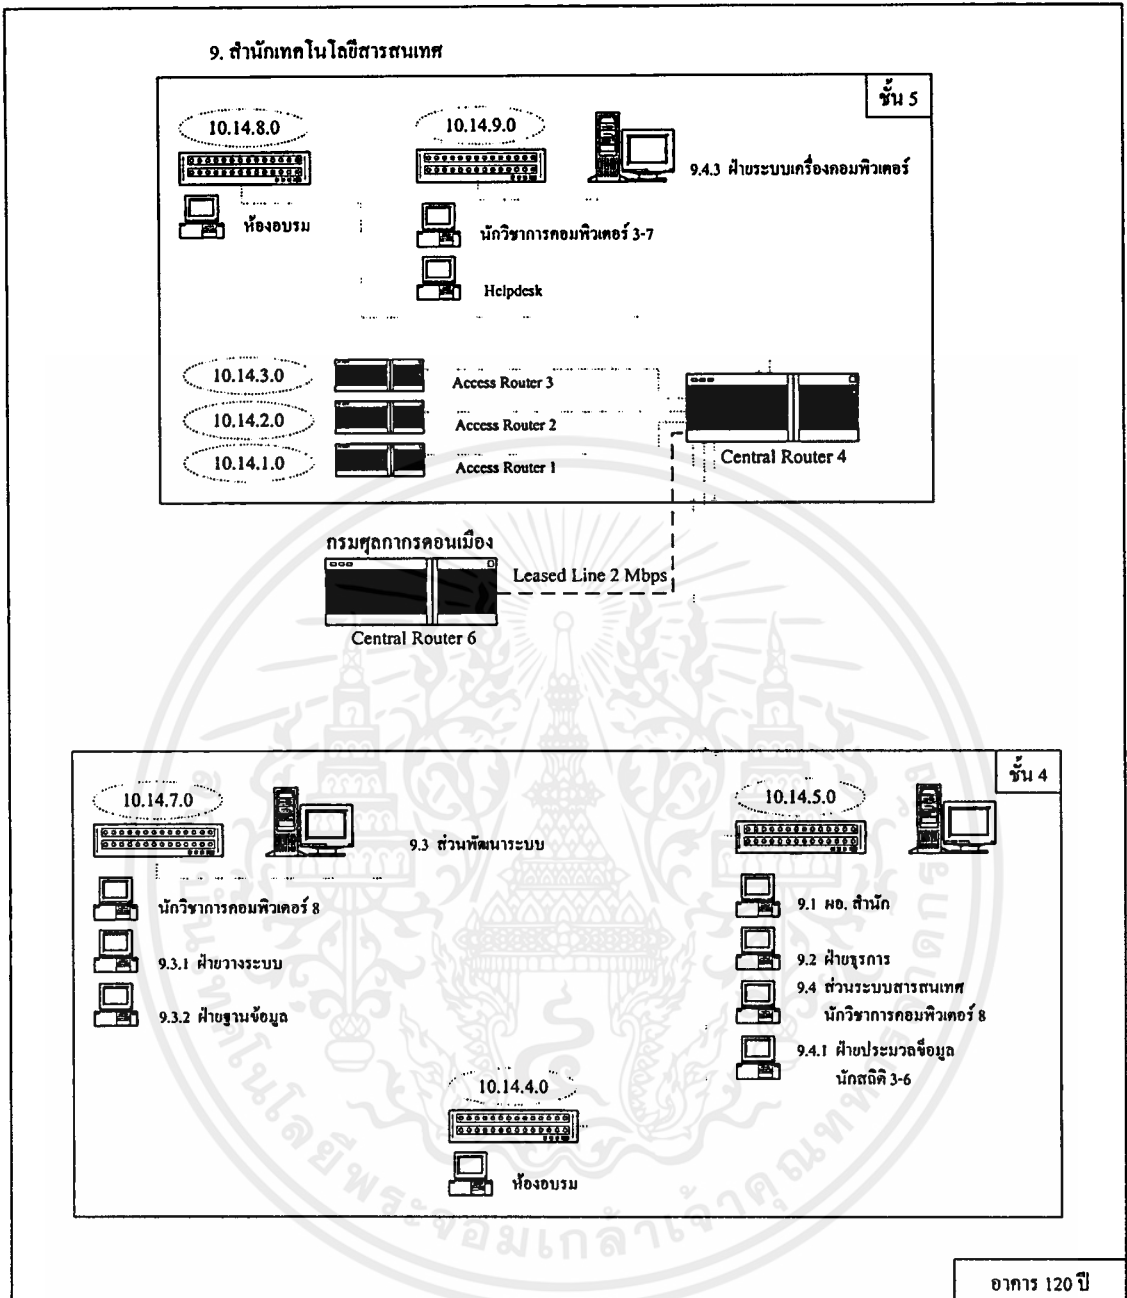 9. สำนักเทคโนโลยีสารสนเทศ
ชั้น 5
10.14.8.0
10.14.9.0
9.4.3 ฝ่ายระบบเครื่องคอมพิวเตอร์
ห้องอบรม
นักวิชาการคอมพิวเตอร์ 3-7
Helpdesk
10.14.3.0
Access Router 3
10.14.2.0
Access Router 2
10.14.1.0
Access Router 1
Central Router 4
กรมศุลกากรดอนเมือง
Leased Line 2 Mbps
Central Router 6
ชั้น 4
10.14.7.0
9.3 ส่วนพัฒนาระบบ
นักวิชาการคอมพิวเตอร์ 8
9.3.1 ฝ่ายวางระบบ
9.3.2 ฝ่ายฐานข้อมูล
10.14.5.0
9.1 ผอ. สำนัก
9.2 ฝ่ายธุรการ
9.4 ส่วนระบบสารสนเทศ
นักวิชาการคอมพิวเตอร์ 8
9.4.1 ฝ่ายประมวลข้อมูล
นักสถิติ 3-6
10.14.4.0
ห้องอบรม
อาคาร 120 ปี